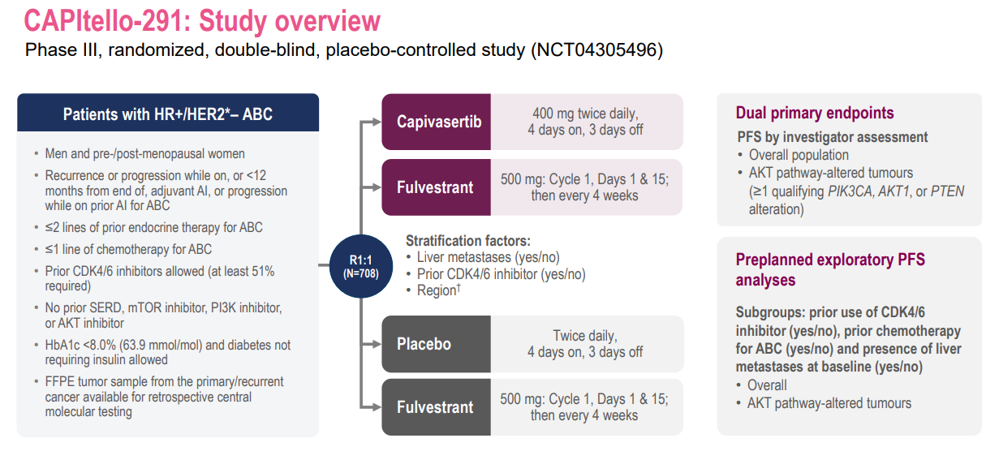 CAPItello-291: Study overview
Phase III, randomized, double-blind, placebo-controlled study (NCT04305496)
Patients with HR+/HER2*– ABC
• Men and pre-/post-menopausal women
• Recurrence or progression while on, or <12
months from end of, adjuvant AI, or progression
while on prior AI for ABC
• ≤2 lines of prior endocrine therapy for ABC
• ≤1 line of chemotherapy for ABC
• Prior CDK4/6 inhibitors allowed (at least 51%
required)
• No prior SERD, mTOR inhibitor, PI3K inhibitor,
or AKT inhibitor
• HbA1c <8.0% (63.9 mmol/mol) and diabetes not
requiring insulin allowed
• FFPE tumor sample from the primary/recurrent
cancer available for retrospective central
molecular testing
R1:1
(N=708)
Capivasertib
400 mg twice daily,
4 days on, 3 days off
Fulvestrant
500 mg: Cycle 1, Days 1 & 15;
then every 4 weeks
Stratification factors:
• Liver metastases (yes/no)
• Prior CDK4/6 inhibitor (yes/no)
• Region†
Placebo
Twice daily,
4 days on, 3 days off
Fulvestrant
500 mg: Cycle 1, Days 1 & 15;
then every 4 weeks
Dual primary endpoints
PFS by investigator assessment
• Overall population
• AKT pathway-altered tumours
(≥1 qualifying PIK3CA, AKT1, or PTEN
alteration)
Preplanned exploratory PFS
analyses
Subgroups: prior use of CDK4/6
inhibitor (yes/no), prior chemotherapy
for ABC (yes/no) and presence of liver
metastases at baseline (yes/no)
• Overall
• AKT pathway-altered tumours